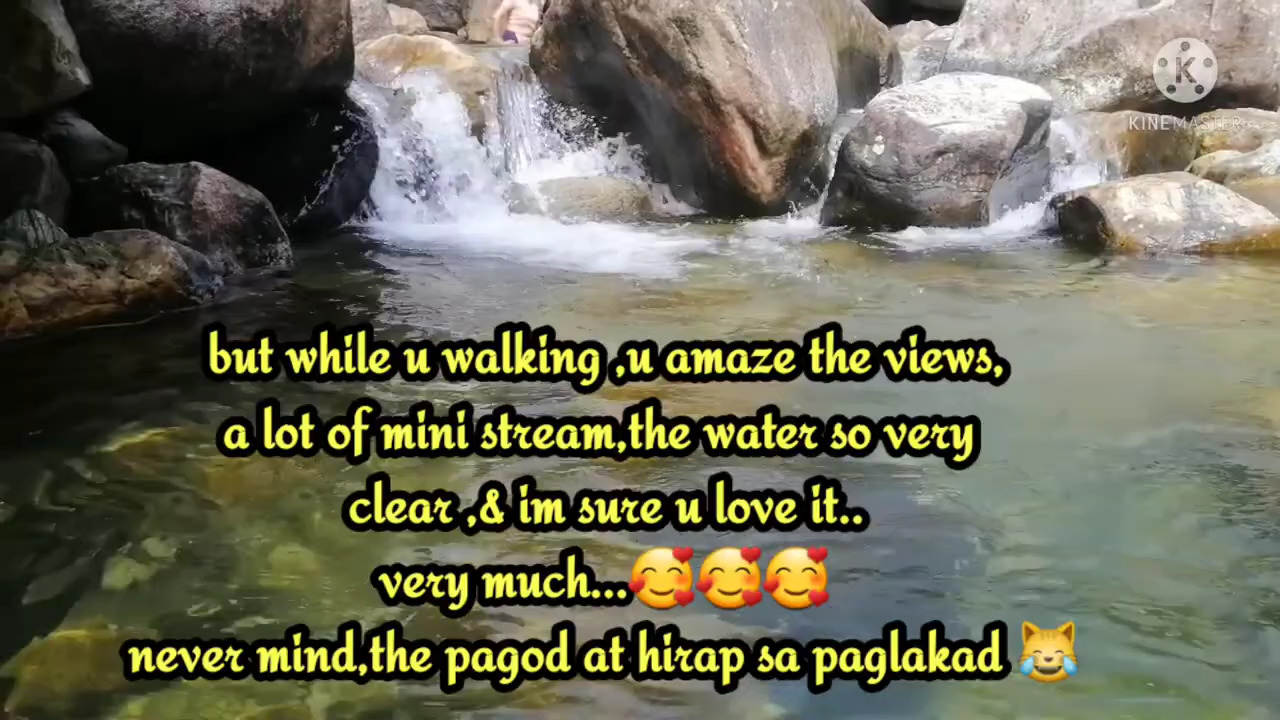 KINEMASTER
but while u walking ,u amaze the views,
a lot of mini stream,the water so very
clear ,& im sure u love it..
very much...🥰🥰🥰
never mind,the pagod at hirap sa paglakad 😹